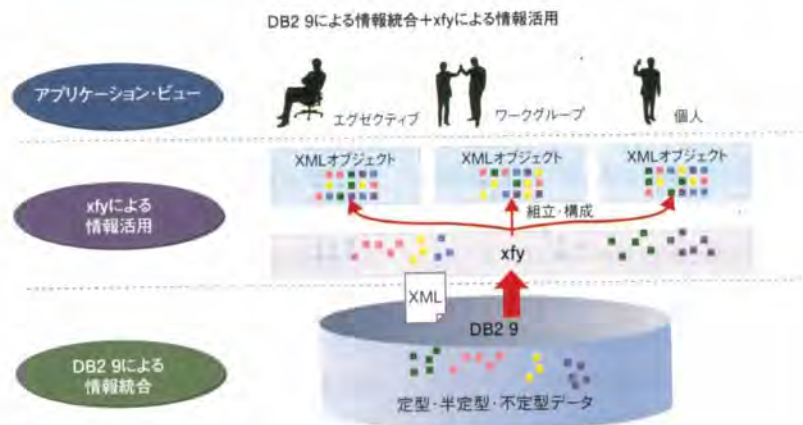 DB2 9による情報統合+xfyによる情報活用
アプリケーション・ビュー
エグゼクティブ
ワークグループ
個人
xfyによる
情報活用
XMLオブジェクト
XMLオブジェクト
XMLオブジェクト
組立・構成
xfy
XML
DB2 9
DB2 9による
情報統合
定型・半定型・不定型データ